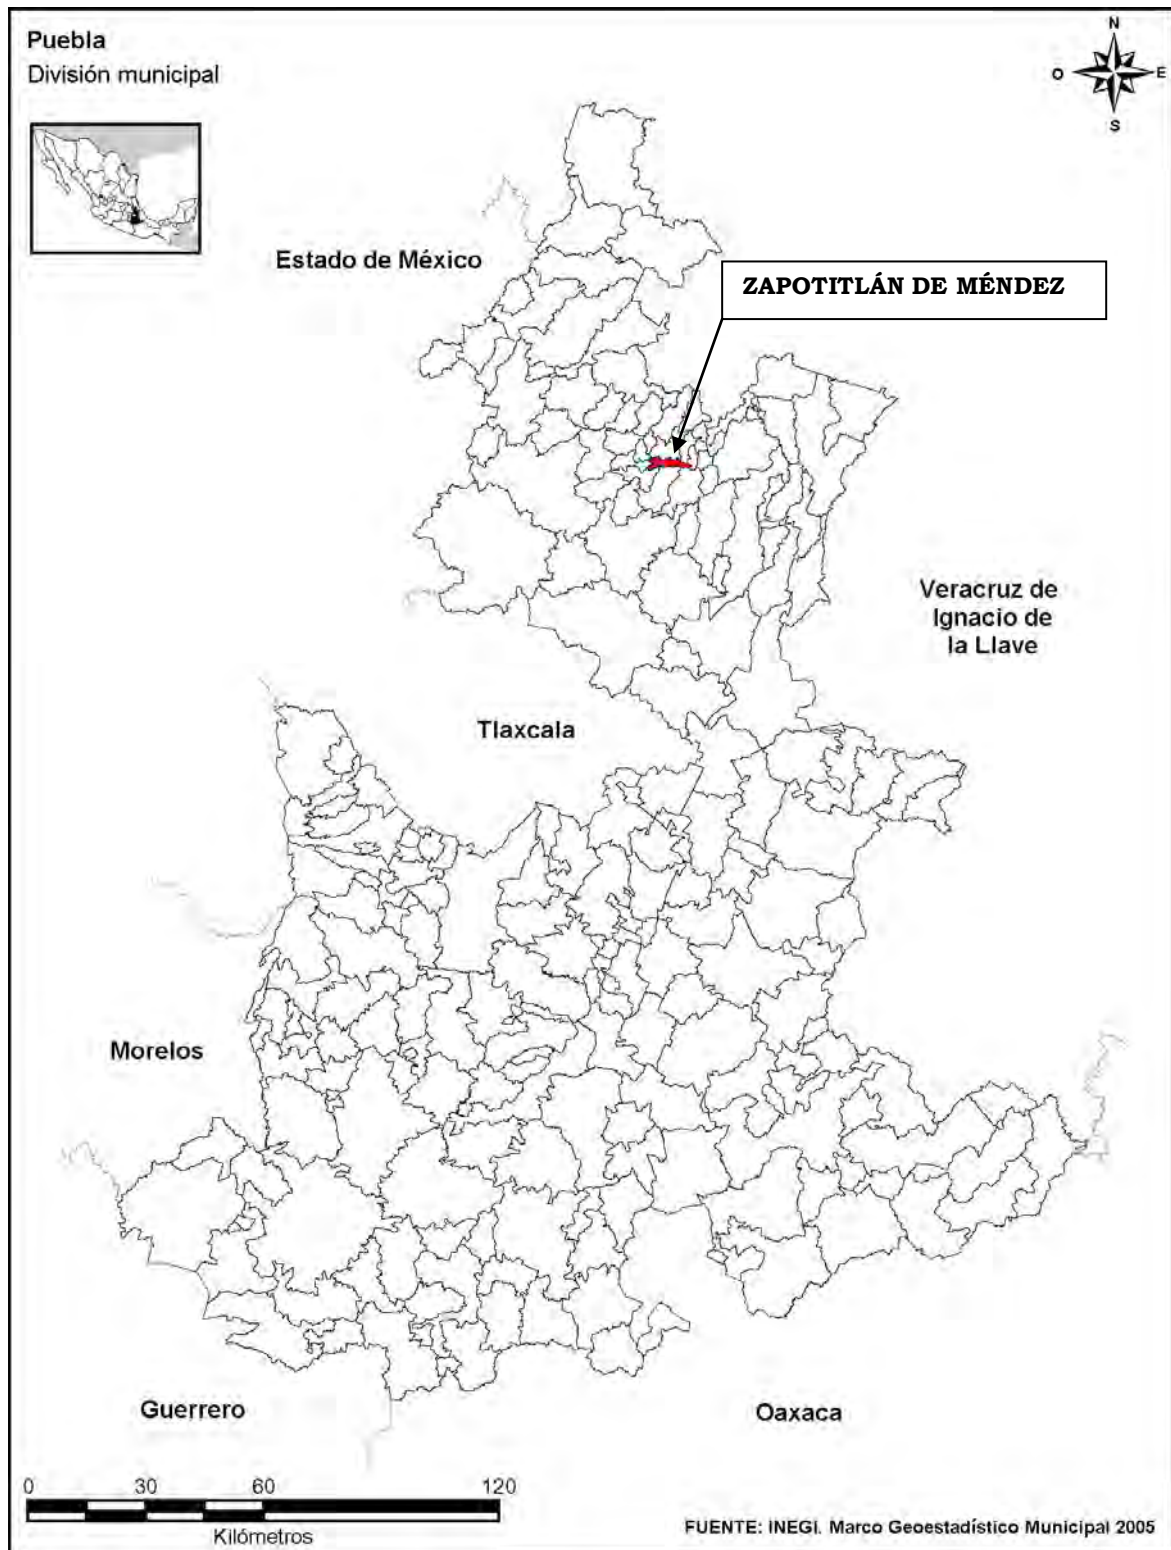 Puebla
División municipal
N
O
E
S
Estado de México
ZAPOTITLÁN DE MÉNDEZ
Veracruz de
Ignacio de
la Llave
Tlaxcala
Morelos
Guerrero
Oaxaca
0 30 60 120
Kilómetros
FUENTE: INEGI. Marco Geoestadístico Municipal 2005